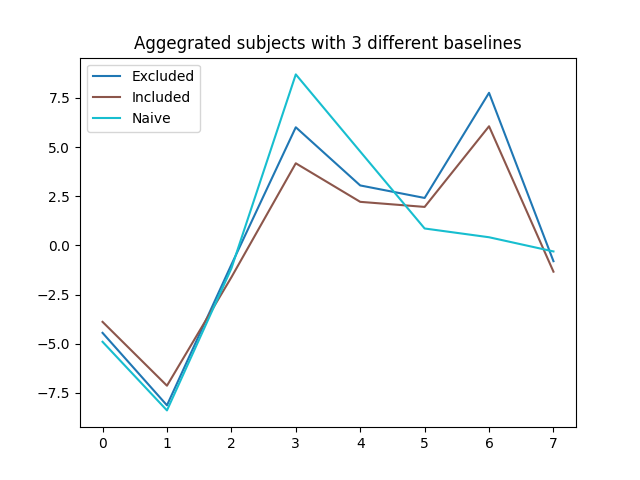 Aggegrated subjects with 3 different baselines
Excluded
Included
Naive
7.5
5.0
2.5
0.0
−2.5
−5.0
−7.5
0 1 2 3 4 5 6 7